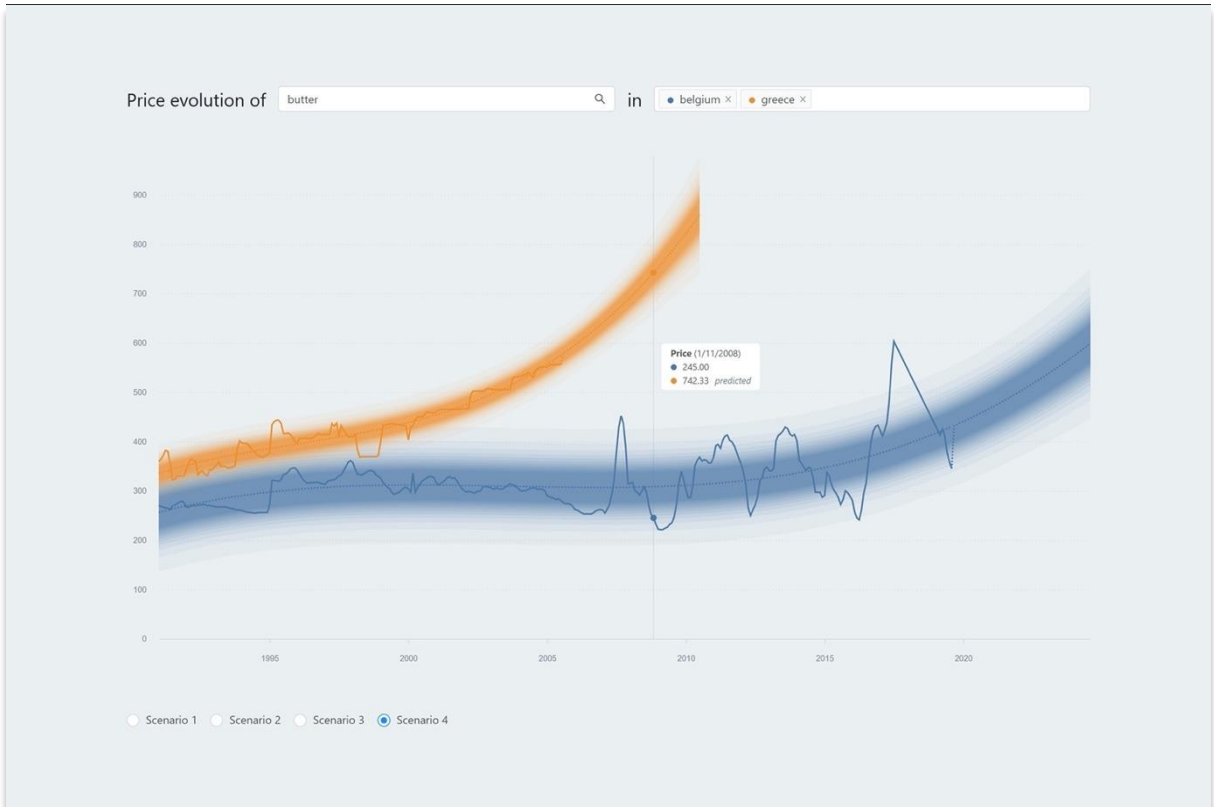 Price evolution of butter in belgium × greece ×
900
800
700
600
500
400
300
200
100
0
Price (1/11/2008)
245.00
742.33 predicted
1995 2000 2005 2010 2015 2020
Scenario 1 Scenario 2 Scenario 3 Scenario 4